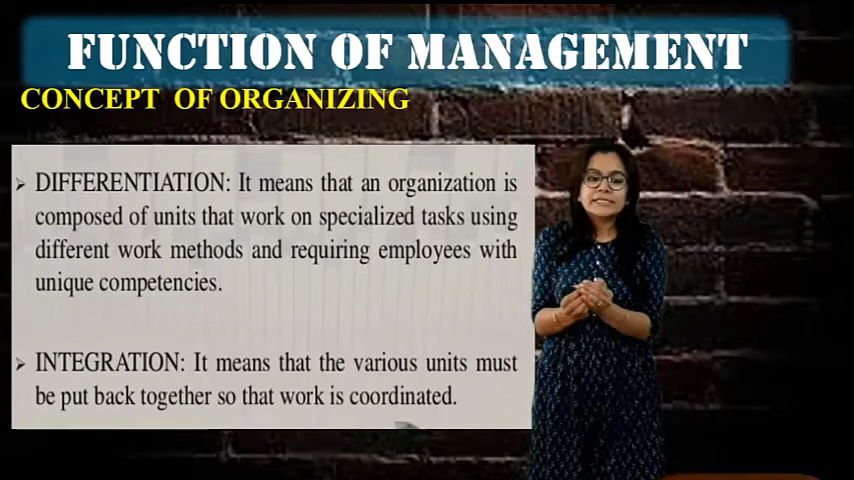 FUNCTION OF MANAGEMENT
CONCEPT OF ORGANIZING
➢ DIFFERENTIATION: It means that an organization is
composed of units that work on specialized tasks using
different work methods and requiring employees with
unique competencies.
➢ INTEGRATION: It means that the various units must
be put back together so that work is coordinated.